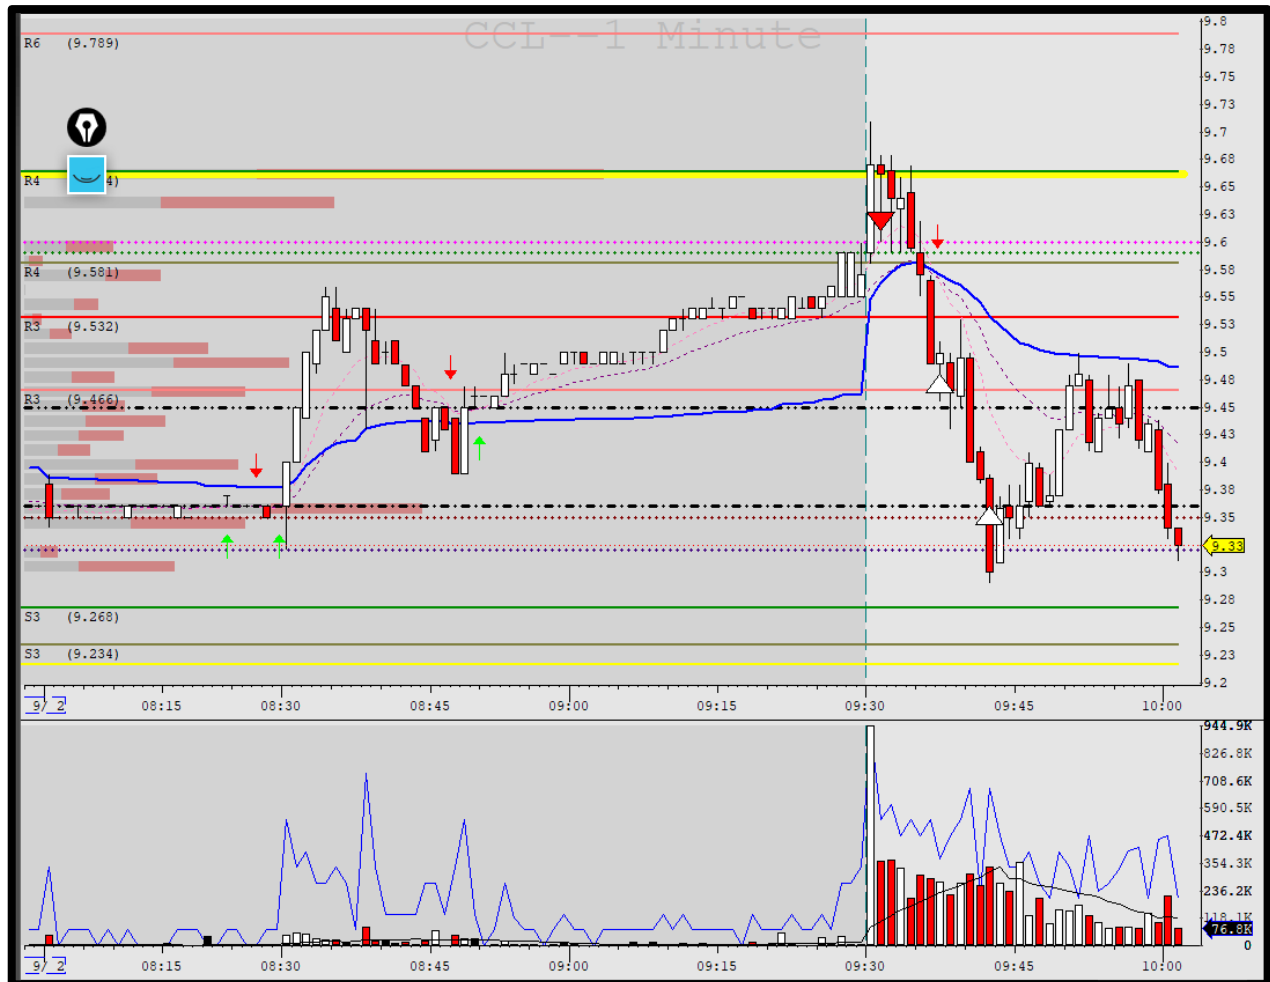 CCL--1 Minute
R6 (9.789)
R4 4)
R4 (9.581)
R3 (9.532)
R3 (9.466)
S3 (9.268)
S3 (9.234)
9.8
9.78
9.75
9.73
9.7
9.68
9.65
9.63
9.6
9.58
9.55
9.53
9.5
9.48
9.45
9.43
9.4
9.38
9.35
9.33
9.3
9.28
9.25
9.23
9.2
9/ 2 08:15 08:30 08:45 09:00 09:15 09:30 09:45 10:00
944.9K
826.8K
708.6K
590.5K
472.4K
354.3K
236.2K
118.1K
76.8K
0
9/ 2 08:15 08:30 08:45 09:00 09:15 09:30 09:45 10:00